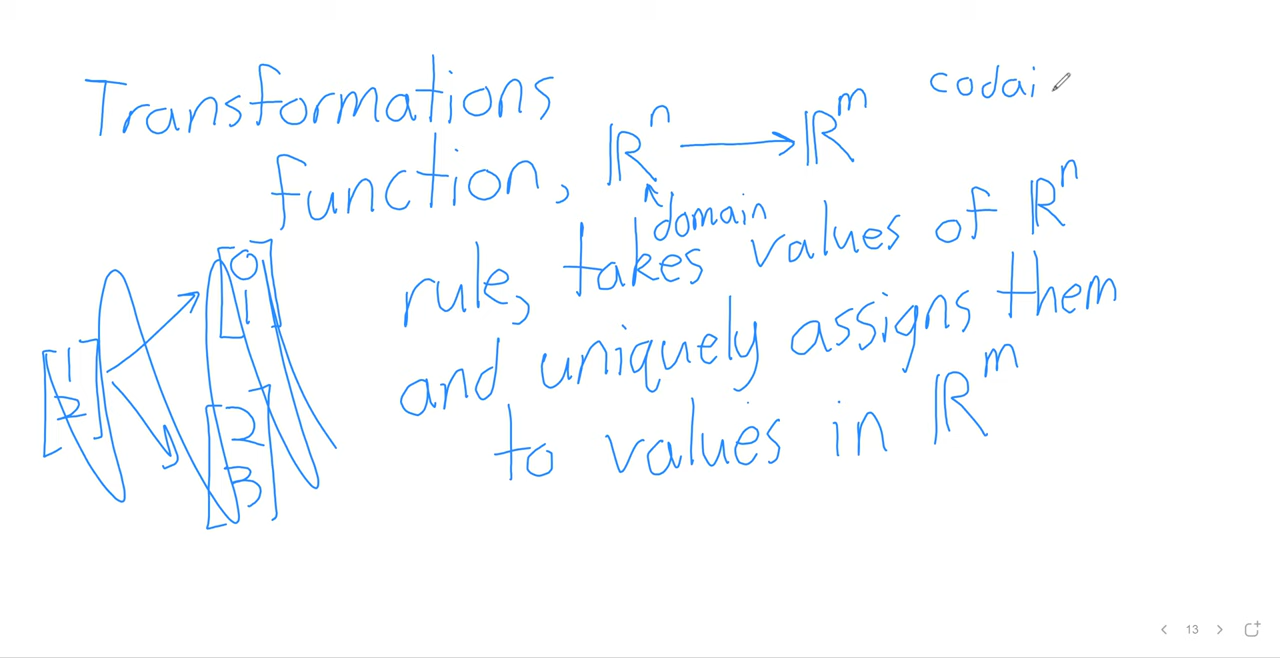 Transformations
codai
function, ℝⁿ → ℝᵐ
domain
rule, takes values of ℝⁿ
and uniquely assigns them
to values in ℝᵐ
[1 2]
[0 1]
[2 3]
13